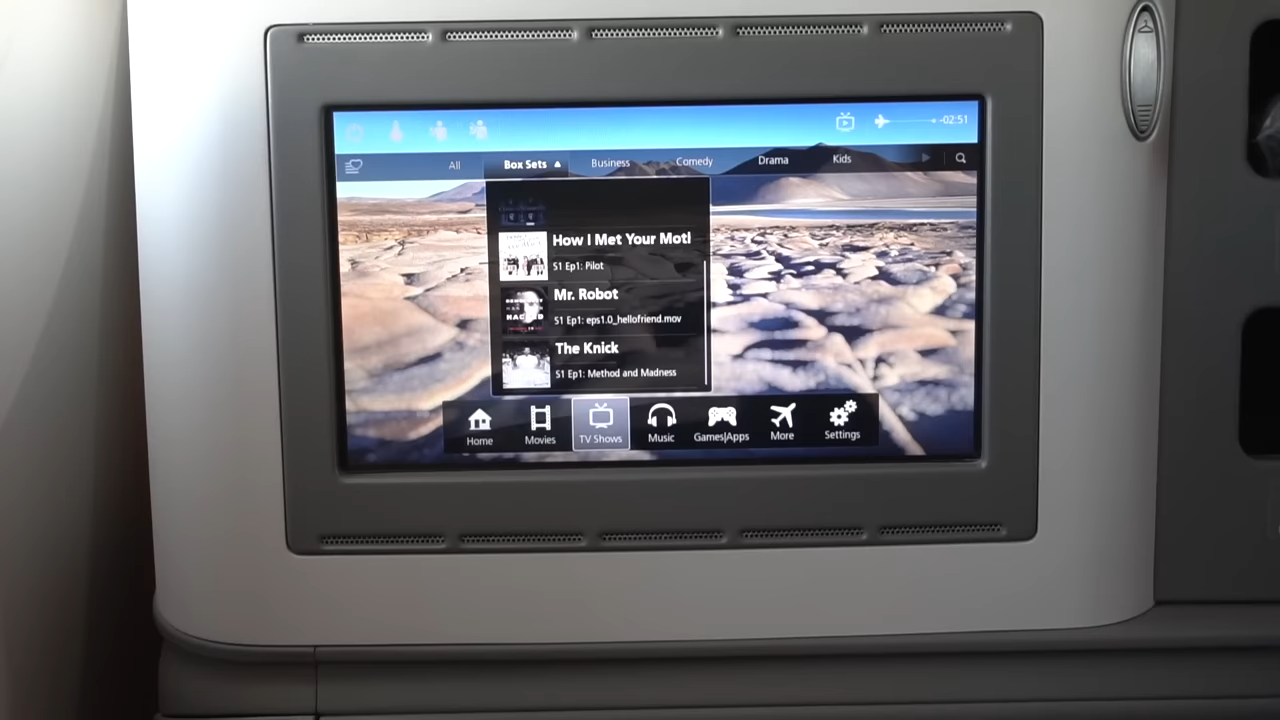 -02:51
All
Box Sets
Business
Comedy
Drama
Kids
How I Met Your Mot
S1 Ep1: Pilot
Mr. Robot
S1 Ep1: eps1.0_hellofriend.mov
The Knick
S1 Ep1: Method and Madness
Home
Movies
TV Shows
Music
Games|Apps
More
Settings